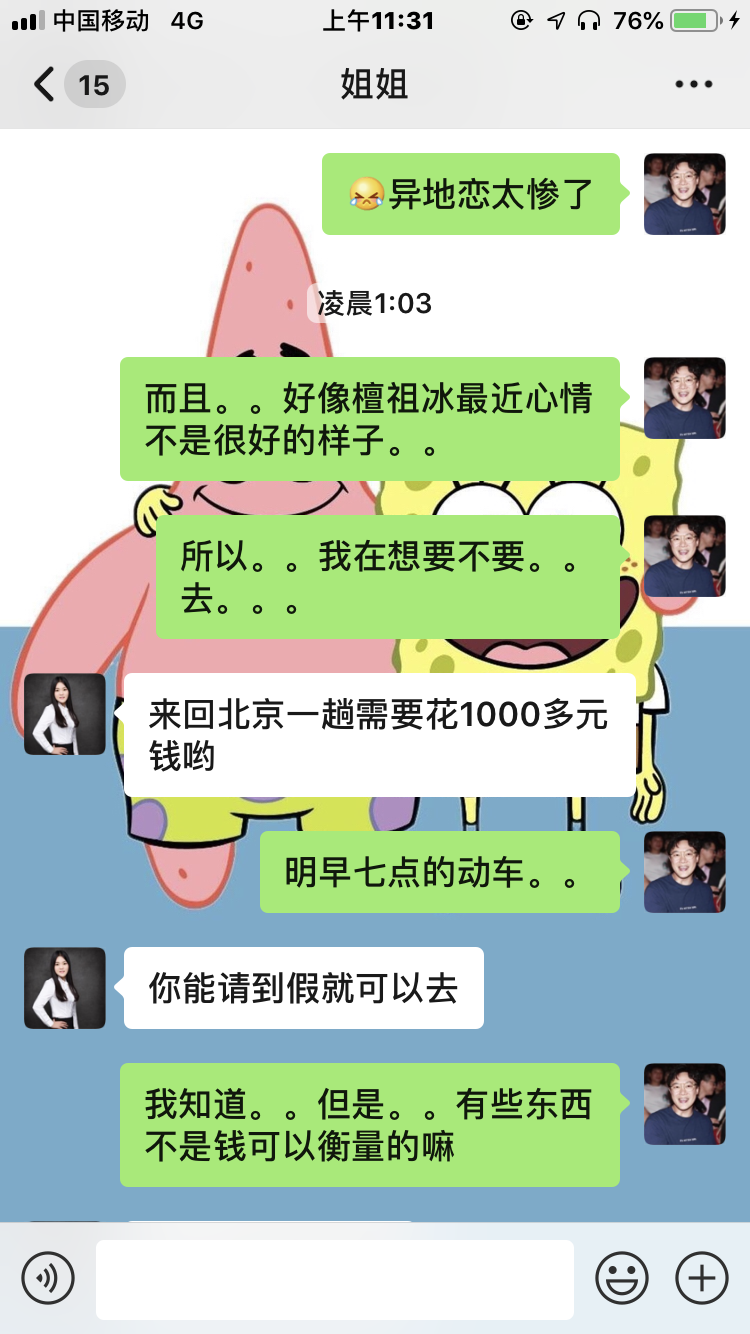 中国移动 4G 上午11:31 76%
15 姐姐
😹异地恋太惨了
凌晨1:03
而且。。好像檀祖冰最近心情
不是很好的样子。。
所以。。我在想要不要。。
去。。。
来回北京一趟需要花1000多元
钱哟
明早七点的动车。。
你能请到假就可以去
我知道。。但是。。有些东西
不是钱可以衡量的嘛